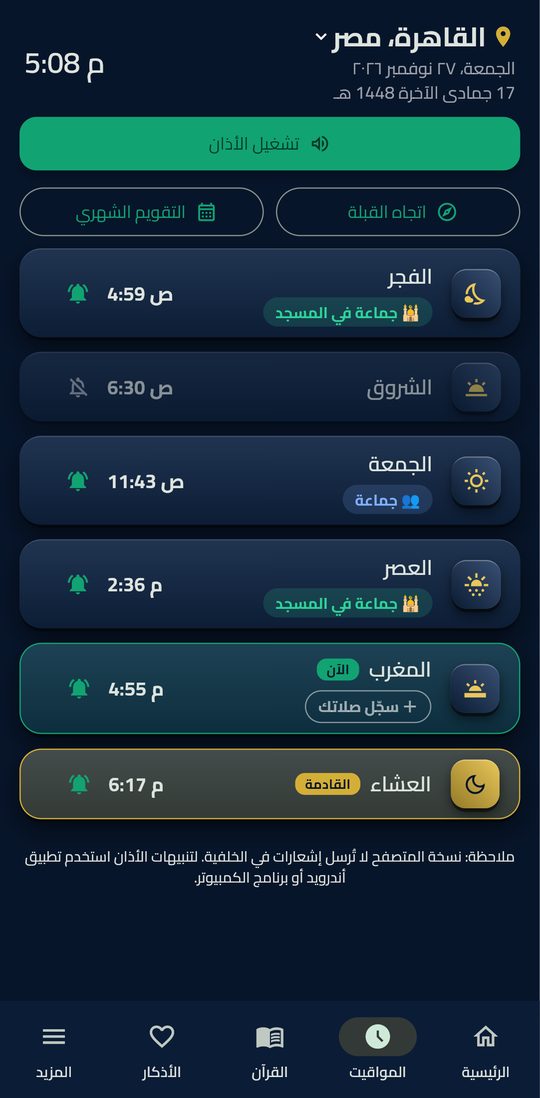 القاهرة، مصر
5:08 م
الجمعة، ٢٧ نوفمبر ٢٠٢٦
17 جمادى الآخرة 1448 هـ
تشغيل الأذان
اتجاه القبلة
التقويم الشهري
الفجر
جماعة في المسجد
4:59 ص
الشروق
6:30 ص
الجمعة
جماعة
11:43 ص
العصر
جماعة في المسجد
2:36 م
المغرب الآن
+ سجّل صلاتك
4:55 م
العشاء القادمة
6:17 م
ملاحظة: نسخة المتصفح لا تُرسل إشعارات في الخلفية. لتنبيهات الأذان استخدم تطبيق
أندرويد أو برنامج الكمبيوتر.
الرئيسية
المواقيت
القرآن
الأذكار
المزيد